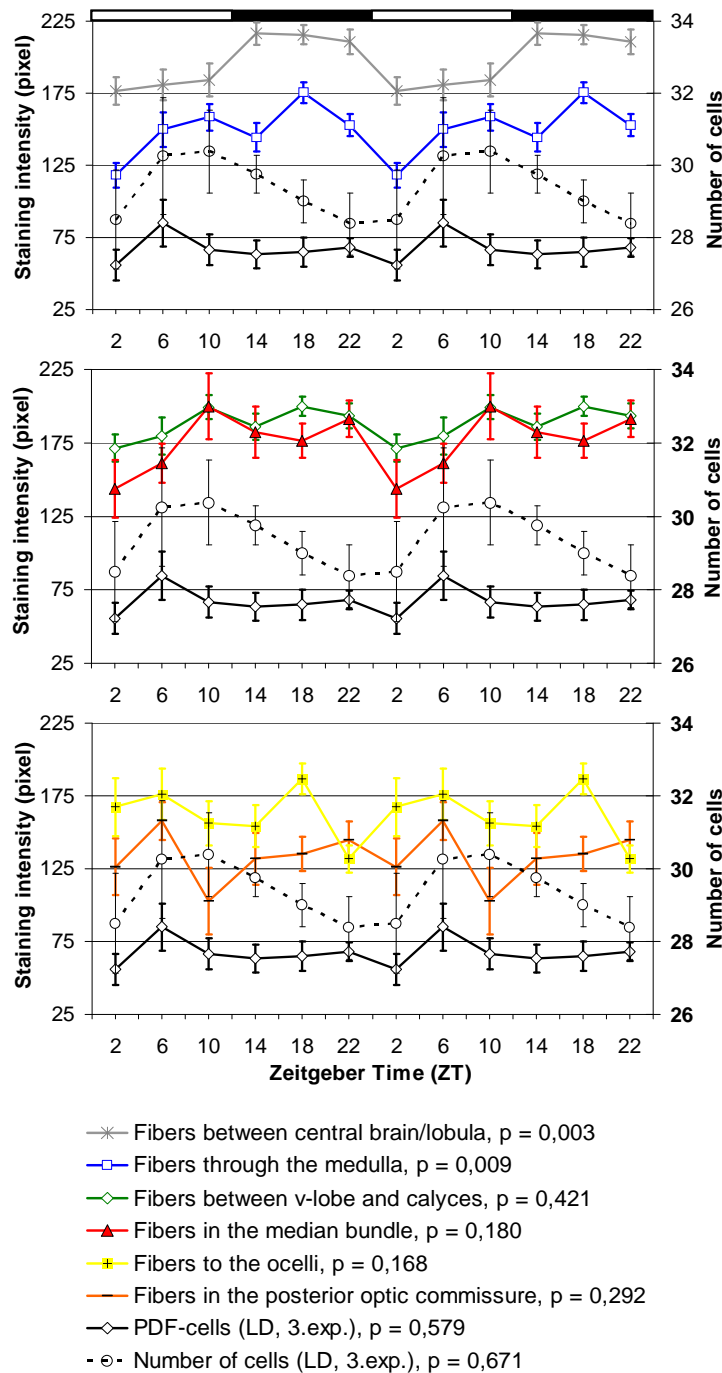 Staining intensity (pixel)
225
175
125
75
25
34
32
30
28
26
Number of cells
2 6 10 14 18 22 2 6 10 14 18 22
Staining intensity (pixel)
225
175
125
75
25
34
32
30
28
26
Number of cells
2 6 10 14 18 22 2 6 10 14 18 22
Staining intensity (pixel)
225
175
125
75
25
34
32
30
28
26
Number of cells
2 6 10 14 18 22 2 6 10 14 18 22
Zeitgeber Time (ZT)
Fibers between central brain/lobula, p = 0,003
Fibers through the medulla, p = 0,009
Fibers between v-lobe and calyces, p = 0,421
Fibers in the median bundle, p = 0,180
Fibers to the ocelli, p = 0,168
Fibers in the posterior optic commissure, p = 0,292
PDF-cells (LD, 3.exp.), p = 0,579
Number of cells (LD, 3.exp.), p = 0,671